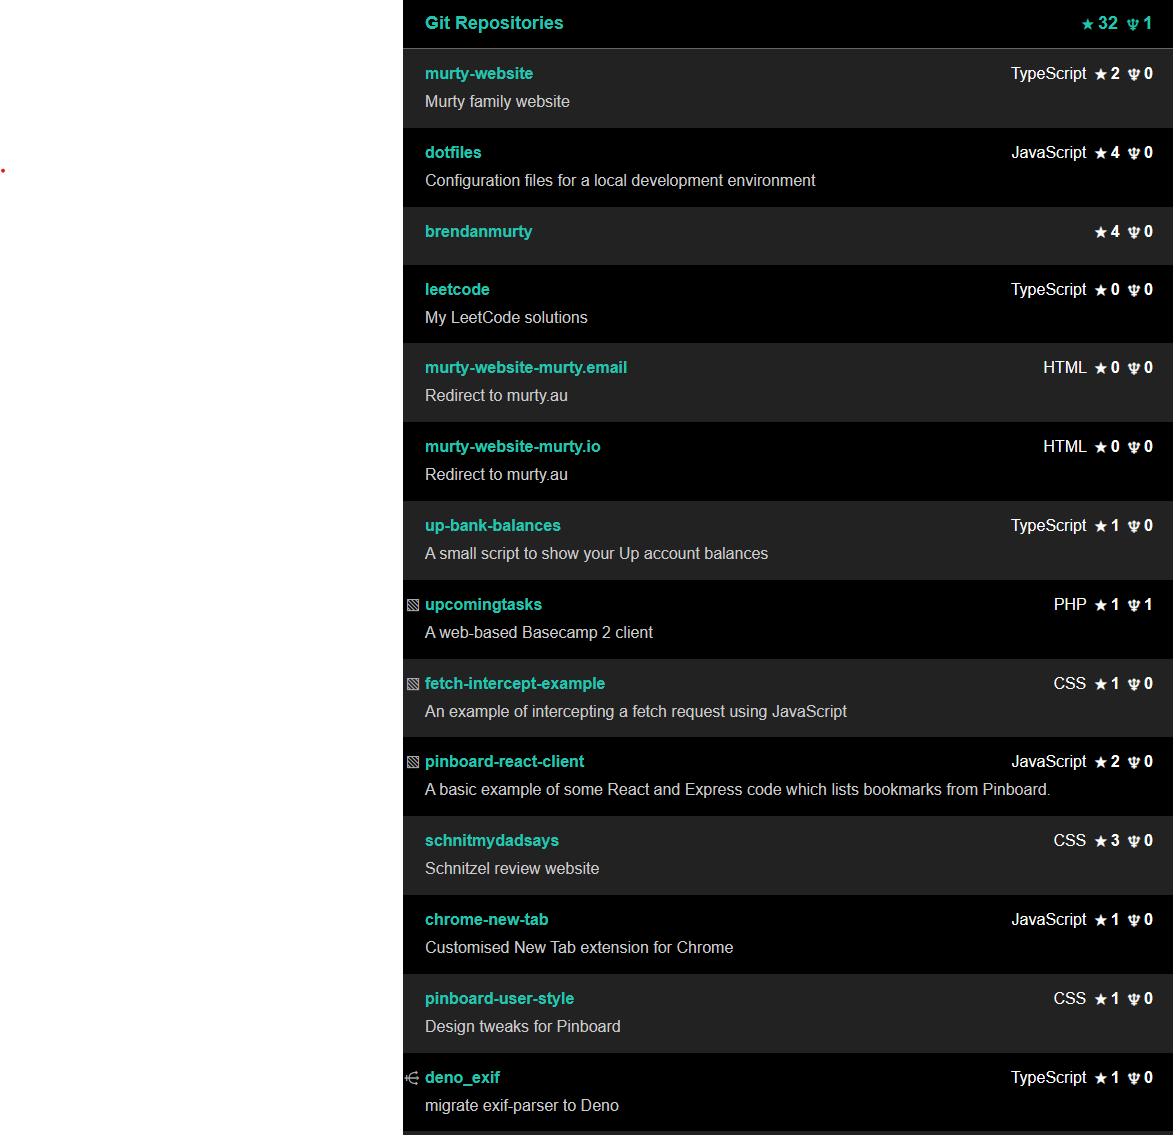 Git Repositories ★ 32 ♆ 1
murty-website TypeScript ★ 2 ♆ 0
Murty family website
dotfiles JavaScript ★ 4 ♆ 0
Configuration files for a local development environment
brendanmurty ★ 4 ♆ 0
leetcode TypeScript ★ 0 ♆ 0
My LeetCode solutions
murty-website-murty.email HTML ★ 0 ♆ 0
Redirect to murty.au
murty-website-murty.io HTML ★ 0 ♆ 0
Redirect to murty.au
up-bank-balances TypeScript ★ 1 ♆ 0
A small script to show your Up account balances
▧ upcomingtasks PHP ★ 1 ♆ 1
A web-based Basecamp 2 client
▧ fetch-intercept-example CSS ★ 1 ♆ 0
An example of intercepting a fetch request using JavaScript
▧ pinboard-react-client JavaScript ★ 2 ♆ 0
A basic example of some React and Express code which lists bookmarks from Pinboard.
schnitmydadsays CSS ★ 3 ♆ 0
Schnitzel review website
chrome-new-tab JavaScript ★ 1 ♆ 0
Customised New Tab extension for Chrome
pinboard-user-style CSS ★ 1 ♆ 0
Design tweaks for Pinboard
deno_exif TypeScript ★ 1 ♆ 0
migrate exif-parser to Deno